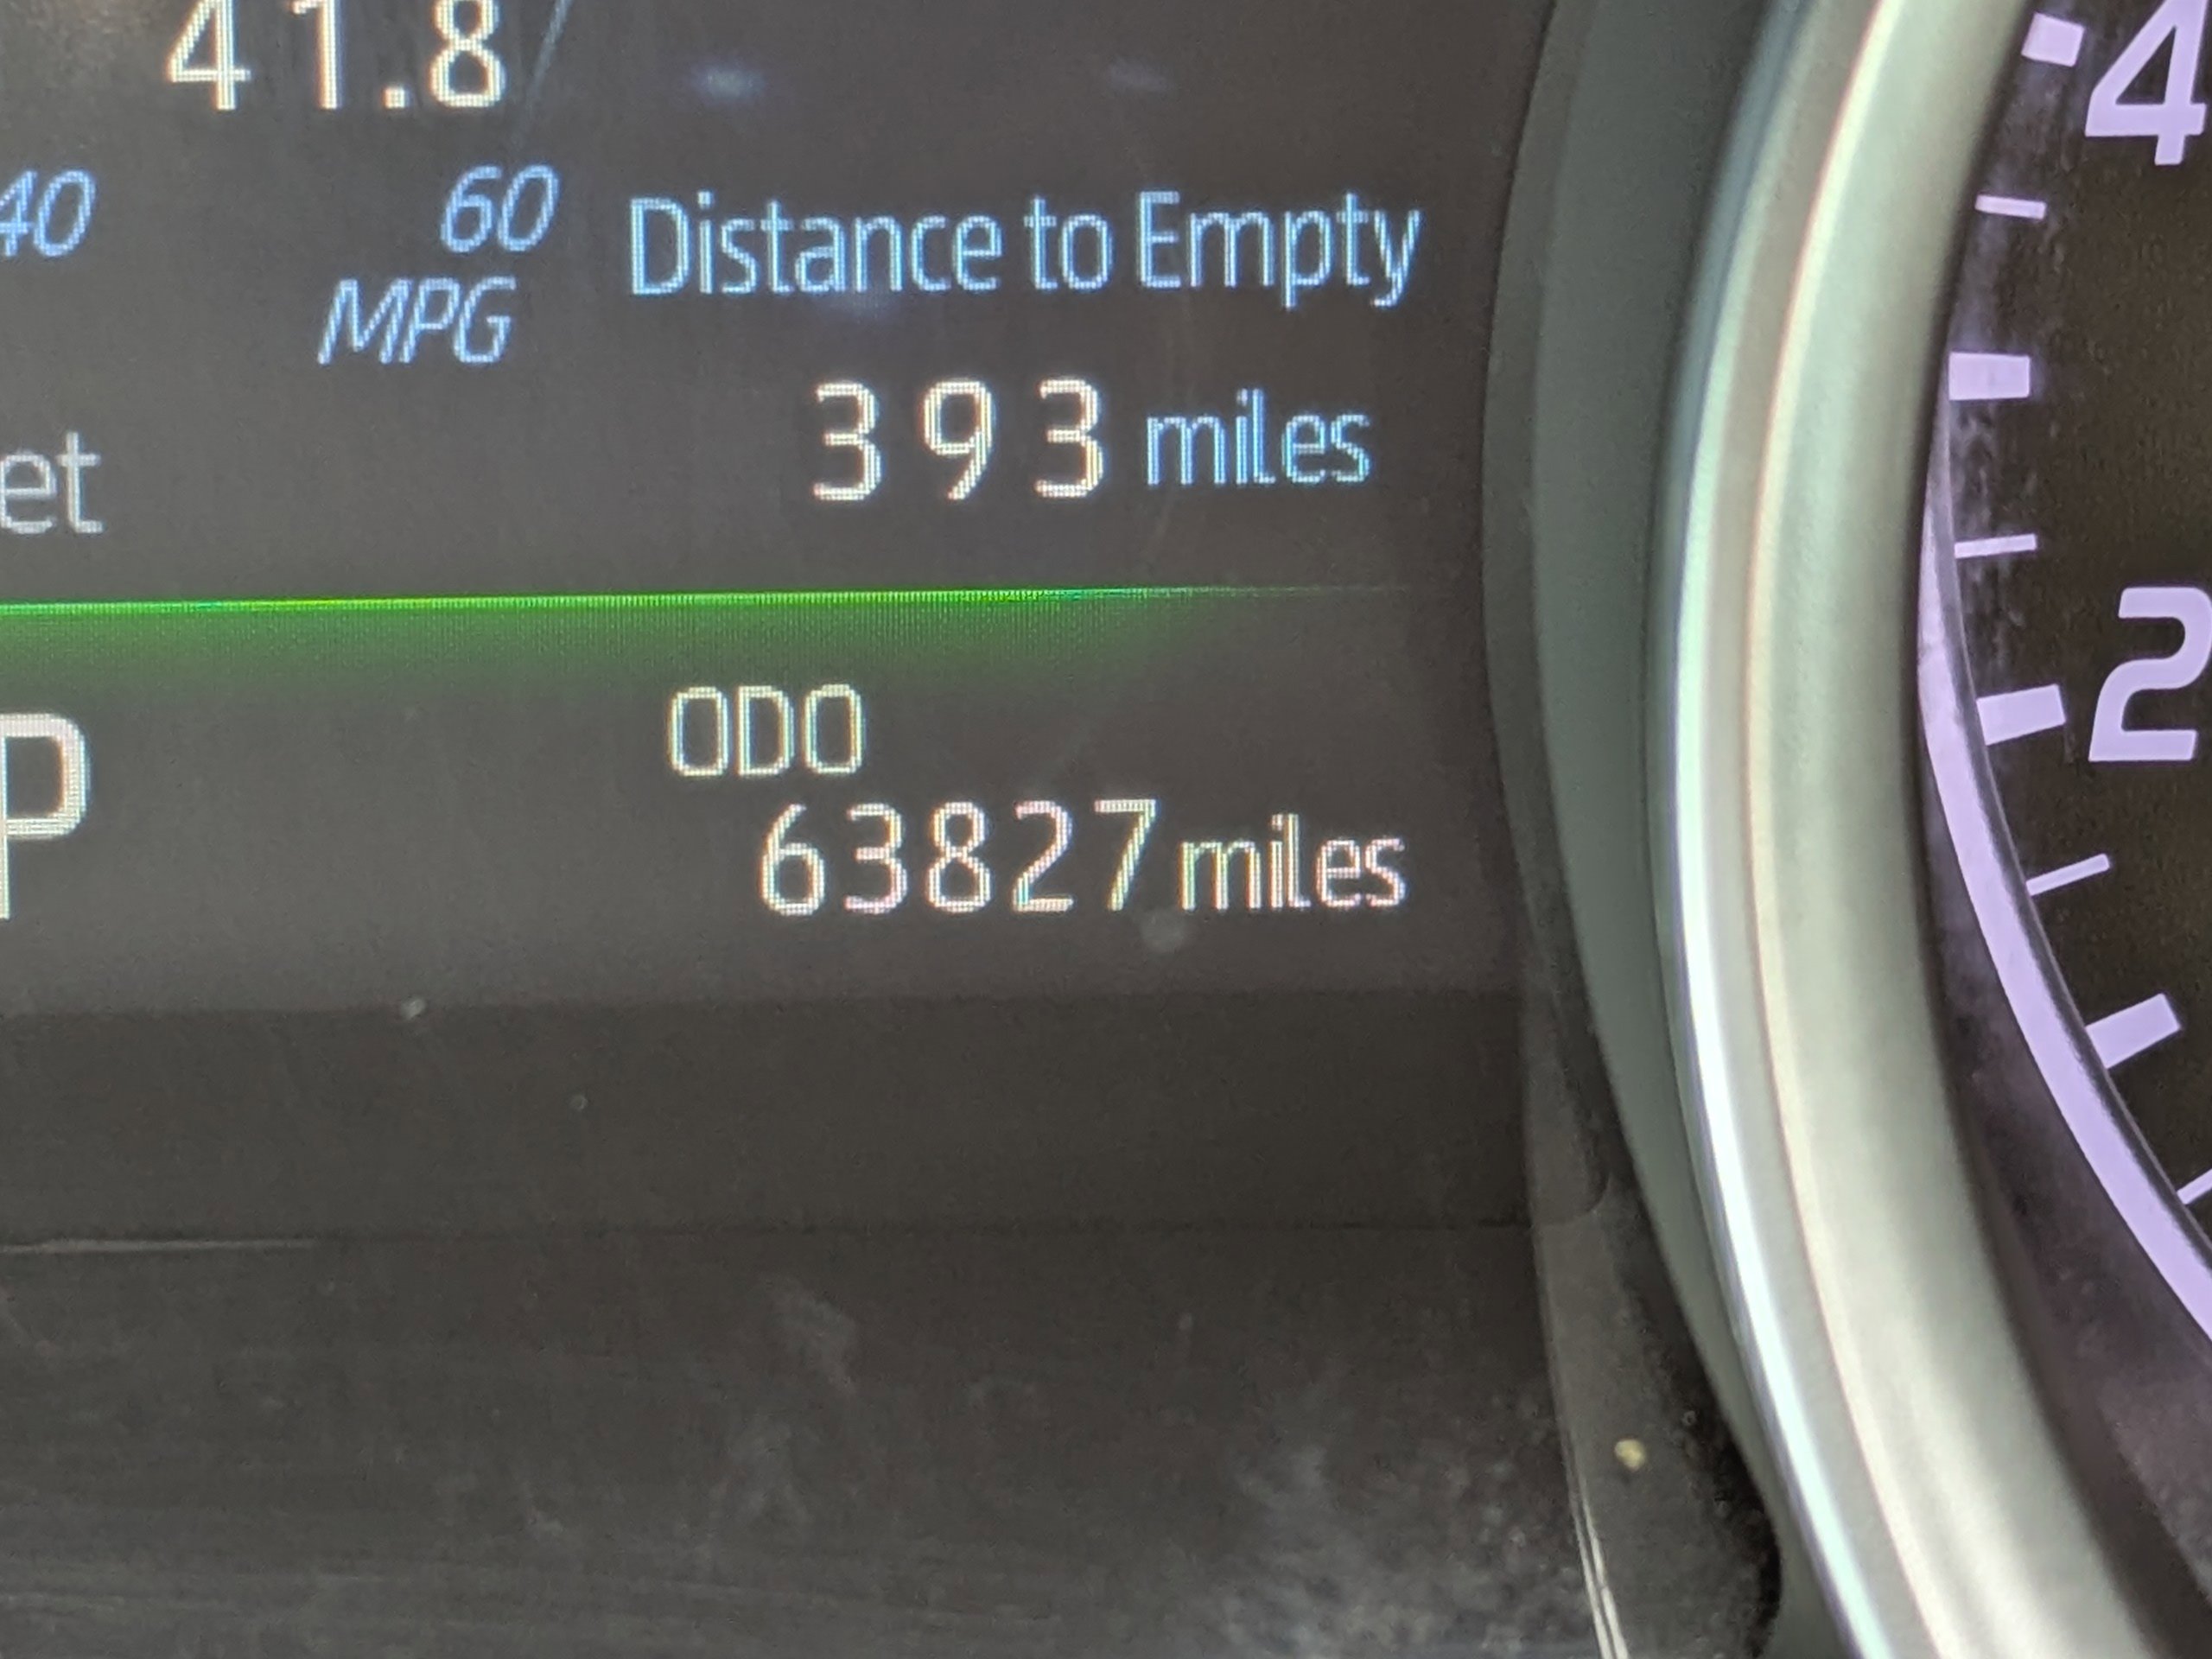 41.8
40 60
MPG
Distance to Empty
393 miles
et
ODO
63827 miles
P
4
2